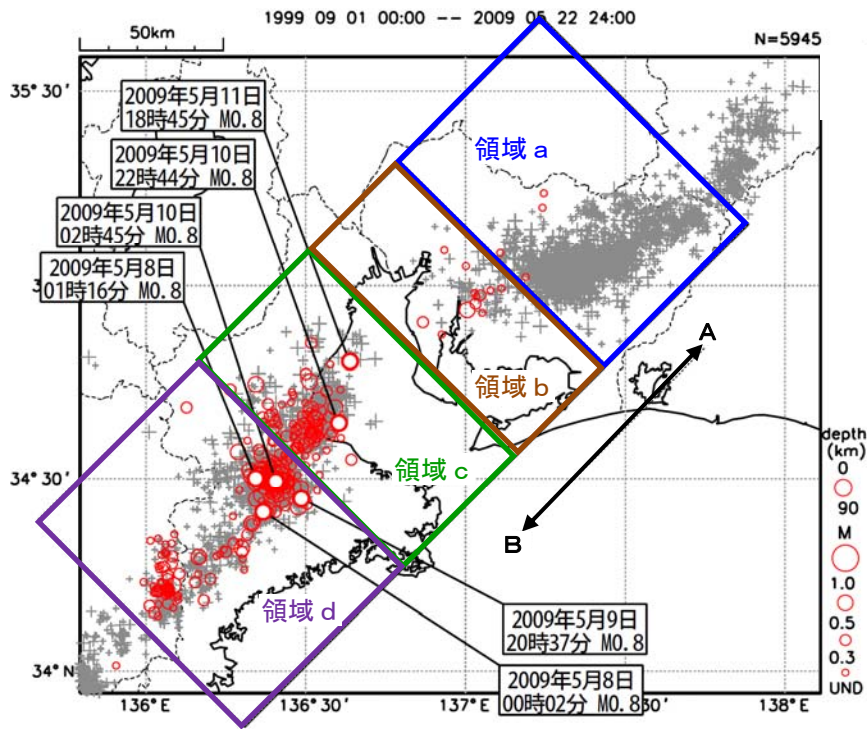 1999 09 01 00:00 -- 2009 05 22 24:00
50km
N=5945
35°30'
2009年5月11日
18時45分 M0.8
2009年5月10日
22時44分 M0.8
2009年5月10日
02時45分 M0.8
2009年5月8日
01時16分 M0.8
領域 a
領域 b
領域 c
領域 d
A
B
34°30'
34°N
136°E
136°30'
137°E
138°E
2009年5月9日
20時37分 M0.8
2009年5月8日
00時02分 M0.8
depth
(km)
0
90
M
1.0
0.5
0.3
UND